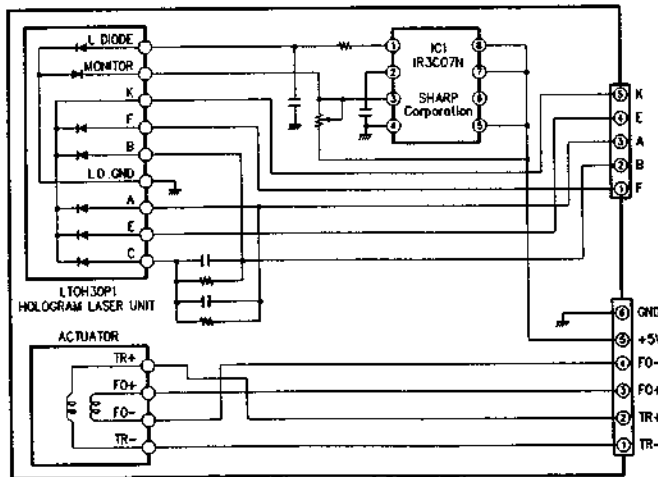 L DIODE
MONITOR
K
F
B
L.D. GND
A
E
C
LT0H30P1
HOLOGRAM LASER UNIT
IC1
IR3C07N
SHARP
Corporation
1
2
3
4
8
7
6
5
5 K
4 E
3 A
2 B
1 F
ACTUATOR
TR+
FO+
FO-
TR-
6 GND
5 +5V
4 FO-
3 FO+
2 TR+
1 TR-